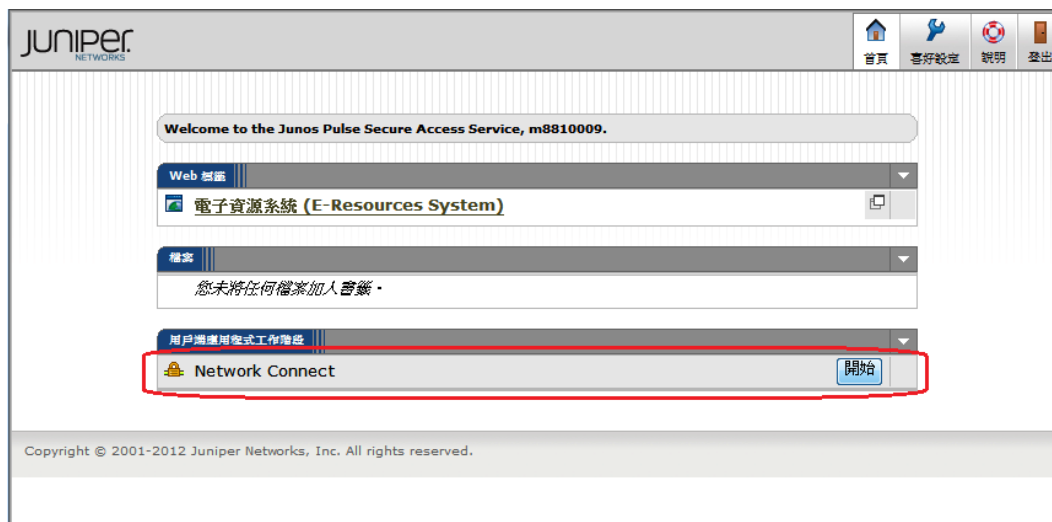 JUNIPER
NETWORKS
首頁 喜好設定 說明 登出
Welcome to the Junos Pulse Secure Access Service, m8810009.
Web 標籤
電子資源系統 (E-Resources System)
檔案
您未將任何檔案加入書籤。
用戶端應用程式工作階段
Network Connect 開始
Copyright © 2001-2012 Juniper Networks, Inc. All rights reserved.